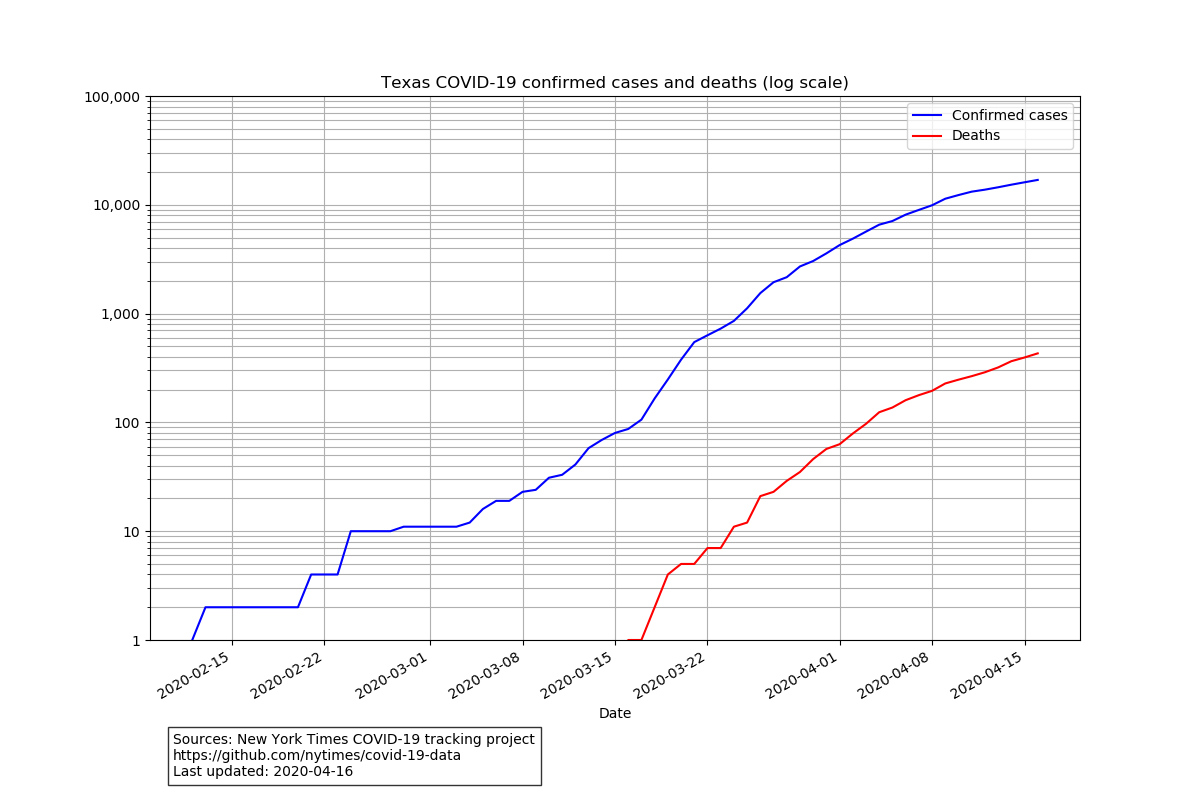 Texas COVID-19 confirmed cases and deaths (log scale)
100,000
10,000
1,000
100
10
1
Confirmed cases
Deaths
2020-02-15
2020-02-22
2020-03-01
2020-03-08
2020-03-15
2020-03-22
2020-04-01
2020-04-08
2020-04-15
Date
Sources: New York Times COVID-19 tracking project
https://github.com/nytimes/covid-19-data
Last updated: 2020-04-16